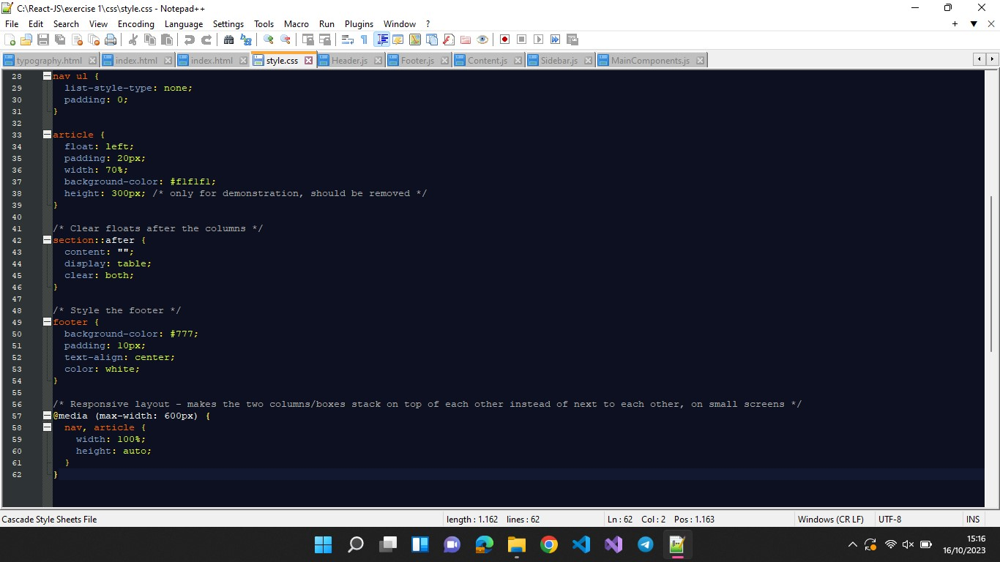 C:\React-JS\exercise 1\css\style.css - Notepad++
File Edit Search View Encoding Language Settings Tools Macro Run Plugins Window ?
typography.html index.html index.html style.css Header.js Footer.js Content.js Sidebar.js MainComponents.js
28 nav ul {
29 list-style-type: none;
30 padding: 0;
31 }
32
33 article {
34 float: left;
35 padding: 20px;
36 width: 70%;
37 background-color: #f1f1f1;
38 height: 300px; /* only for demonstration, should be removed */
39 }
40
41 /* Clear floats after the columns */
42 section::after {
43 content: "";
44 display: table;
45 clear: both;
46 }
47
48 /* Style the footer */
49 footer {
50 background-color: #777;
51 padding: 10px;
52 text-align: center;
53 color: white;
54 }
55
56 /* Responsive layout - makes the two columns/boxes stack on top of each other instead of next to each other, on small screens */
57 @media (max-width: 600px) {
58 nav, article {
59 width: 100%;
60 height: auto;
61 }
62 }
Cascade Style Sheets File length : 1.162 lines : 62 Ln : 62 Col : 2 Pos : 1.163 Windows (CR LF) UTF-8 INS
15:16
16/10/2023